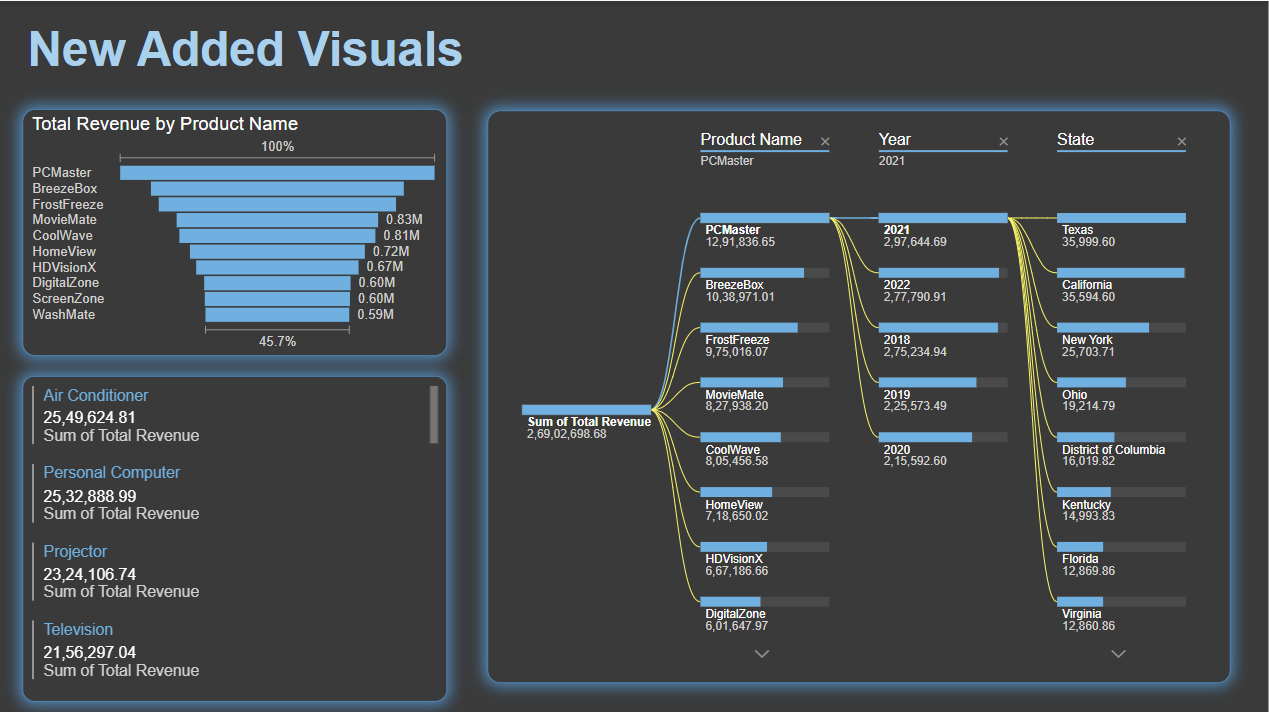 New Added Visuals
Total Revenue by Product Name
100%
PCMaster
BreezeBox
FrostFreeze
MovieMate 0.83M
CoolWave 0.81M
HomeView 0.72M
HDVisionX 0.67M
DigitalZone 0.60M
ScreenZone 0.60M
WashMate 0.59M
45.7%
Air Conditioner
25,49,624.81
Sum of Total Revenue
Personal Computer
25,32,888.99
Sum of Total Revenue
Projector
23,24,106.74
Sum of Total Revenue
Television
21,56,297.04
Sum of Total Revenue
Sum of Total Revenue
2,69,02,698.68
Product Name
PCMaster
PCMaster
12,91,836.65
BreezeBox
10,38,971.01
FrostFreeze
9,75,016.07
MovieMate
8,27,938.20
CoolWave
8,05,456.58
HomeView
7,18,650.02
HDVisionX
6,67,186.66
DigitalZone
6,01,647.97
Year
2021
2021
2,97,644.69
2022
2,77,790.91
2018
2,75,234.94
2019
2,25,573.49
2020
2,15,592.60
State
Texas
35,999.60
California
35,594.60
New York
25,703.71
Ohio
19,214.79
District of Columbia
16,019.82
Kentucky
14,993.83
Florida
12,869.86
Virginia
12,860.86